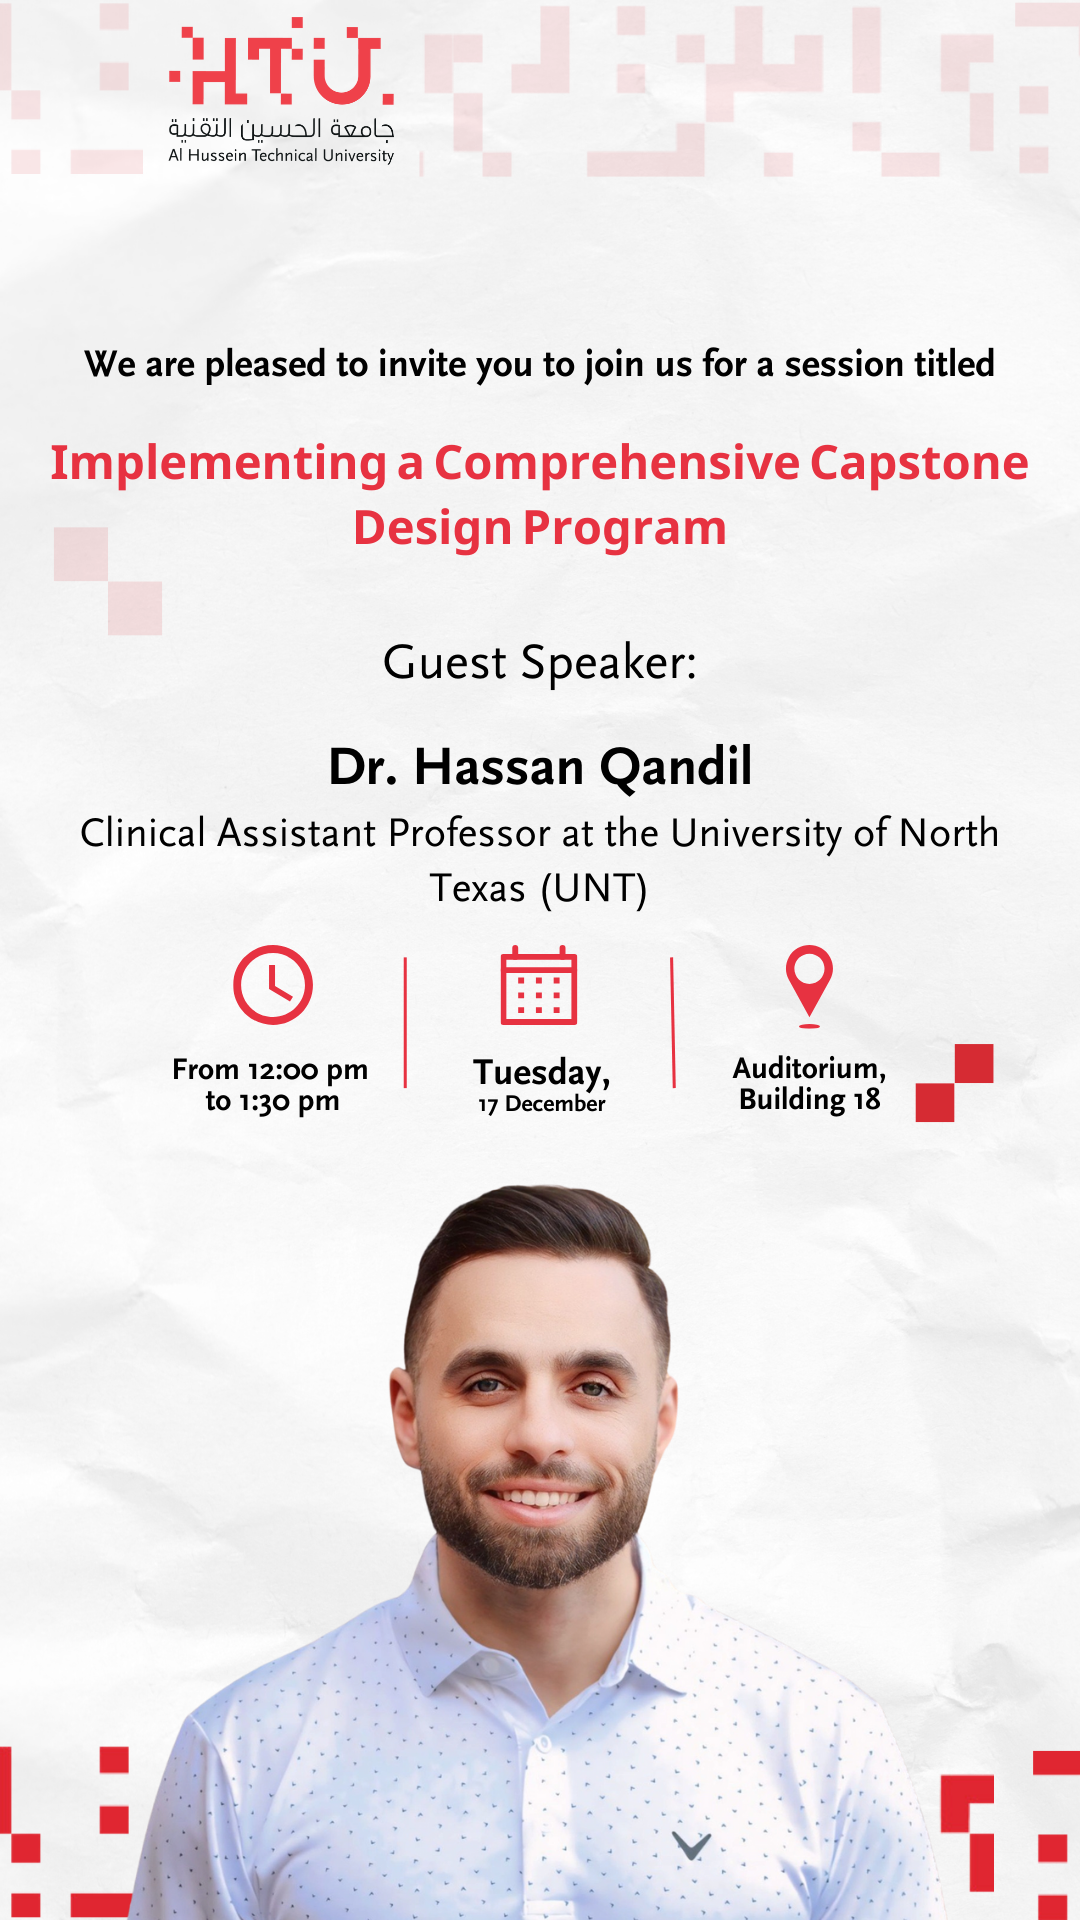 HTU
جامعة الحسين التقنية
Al Hussein Technical University
We are pleased to invite you to join us for a session titled
Implementing a Comprehensive Capstone
Design Program
Guest Speaker:
Dr. Hassan Qandil
Clinical Assistant Professor at the University of North
Texas (UNT)
From 12:00 pm
to 1:30 pm
Tuesday,
17 December
Auditorium,
Building 18